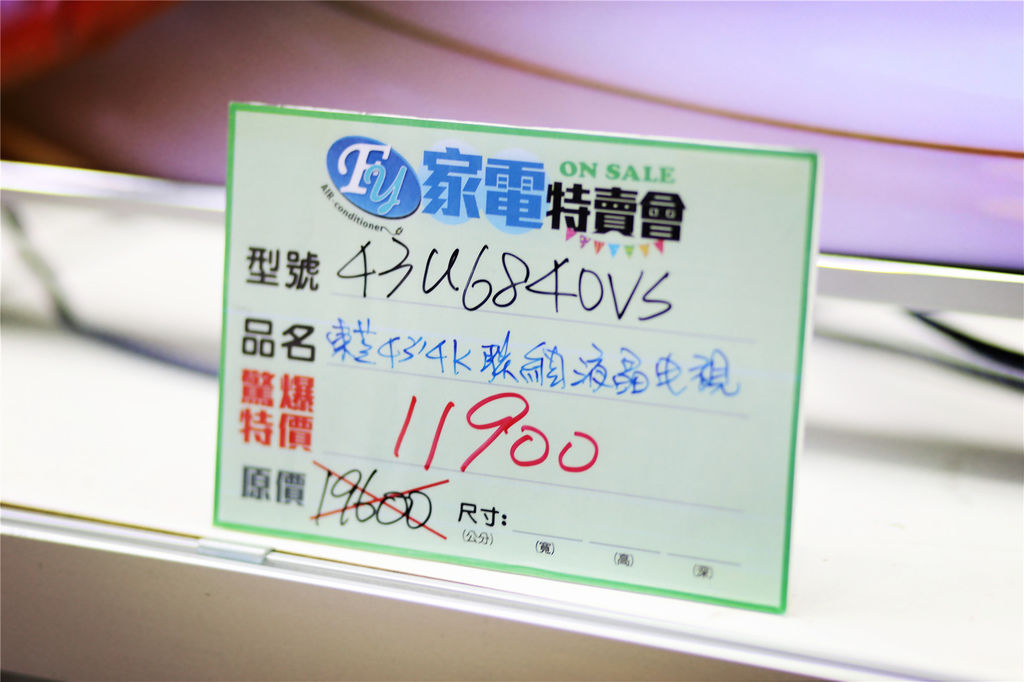 Fy 家電 ON SALE
AIR conditioner 特賣會
型號 43U6840VS
品名 東芝43"4K聯網液晶电視
驚爆
特價 11900
原價 19600 尺寸:
(公分) (寬) (高) (深)